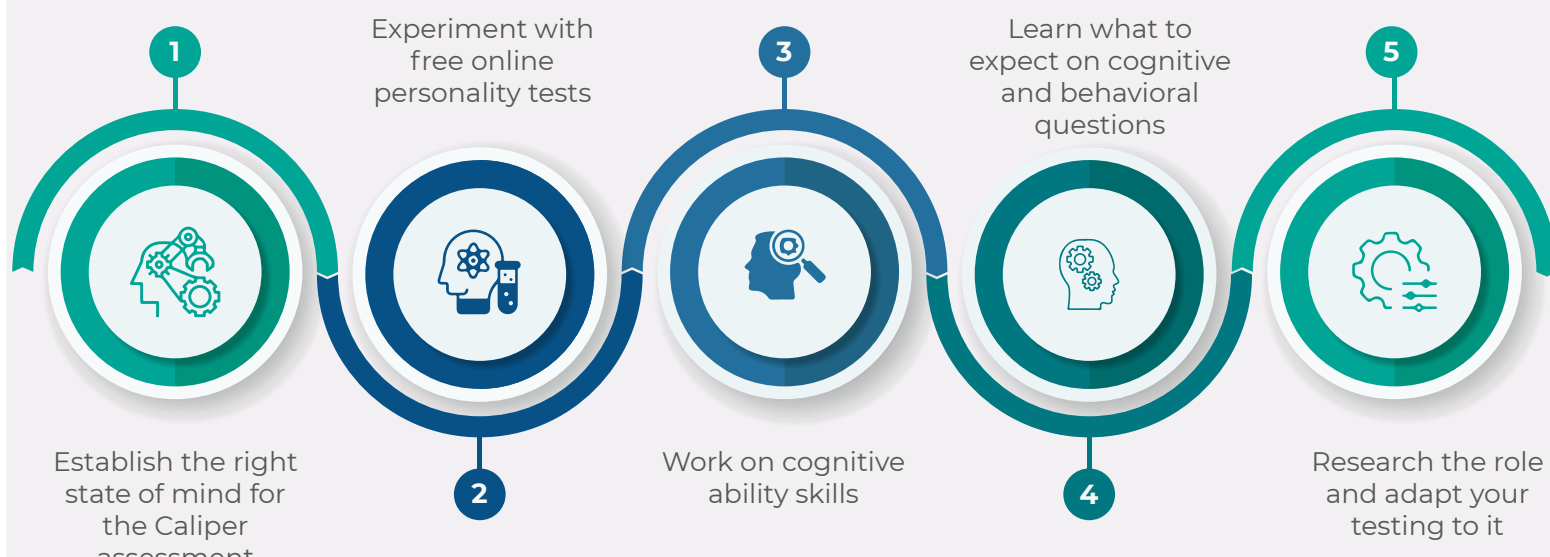 1
Establish the right
state of mind for
the Caliper
assessment
Experiment with
free online
personality tests
2
3
Work on cognitive
ability skills
Learn what to
expect on cognitive
and behavioral
questions
4
5
Research the role
and adapt your
testing to it